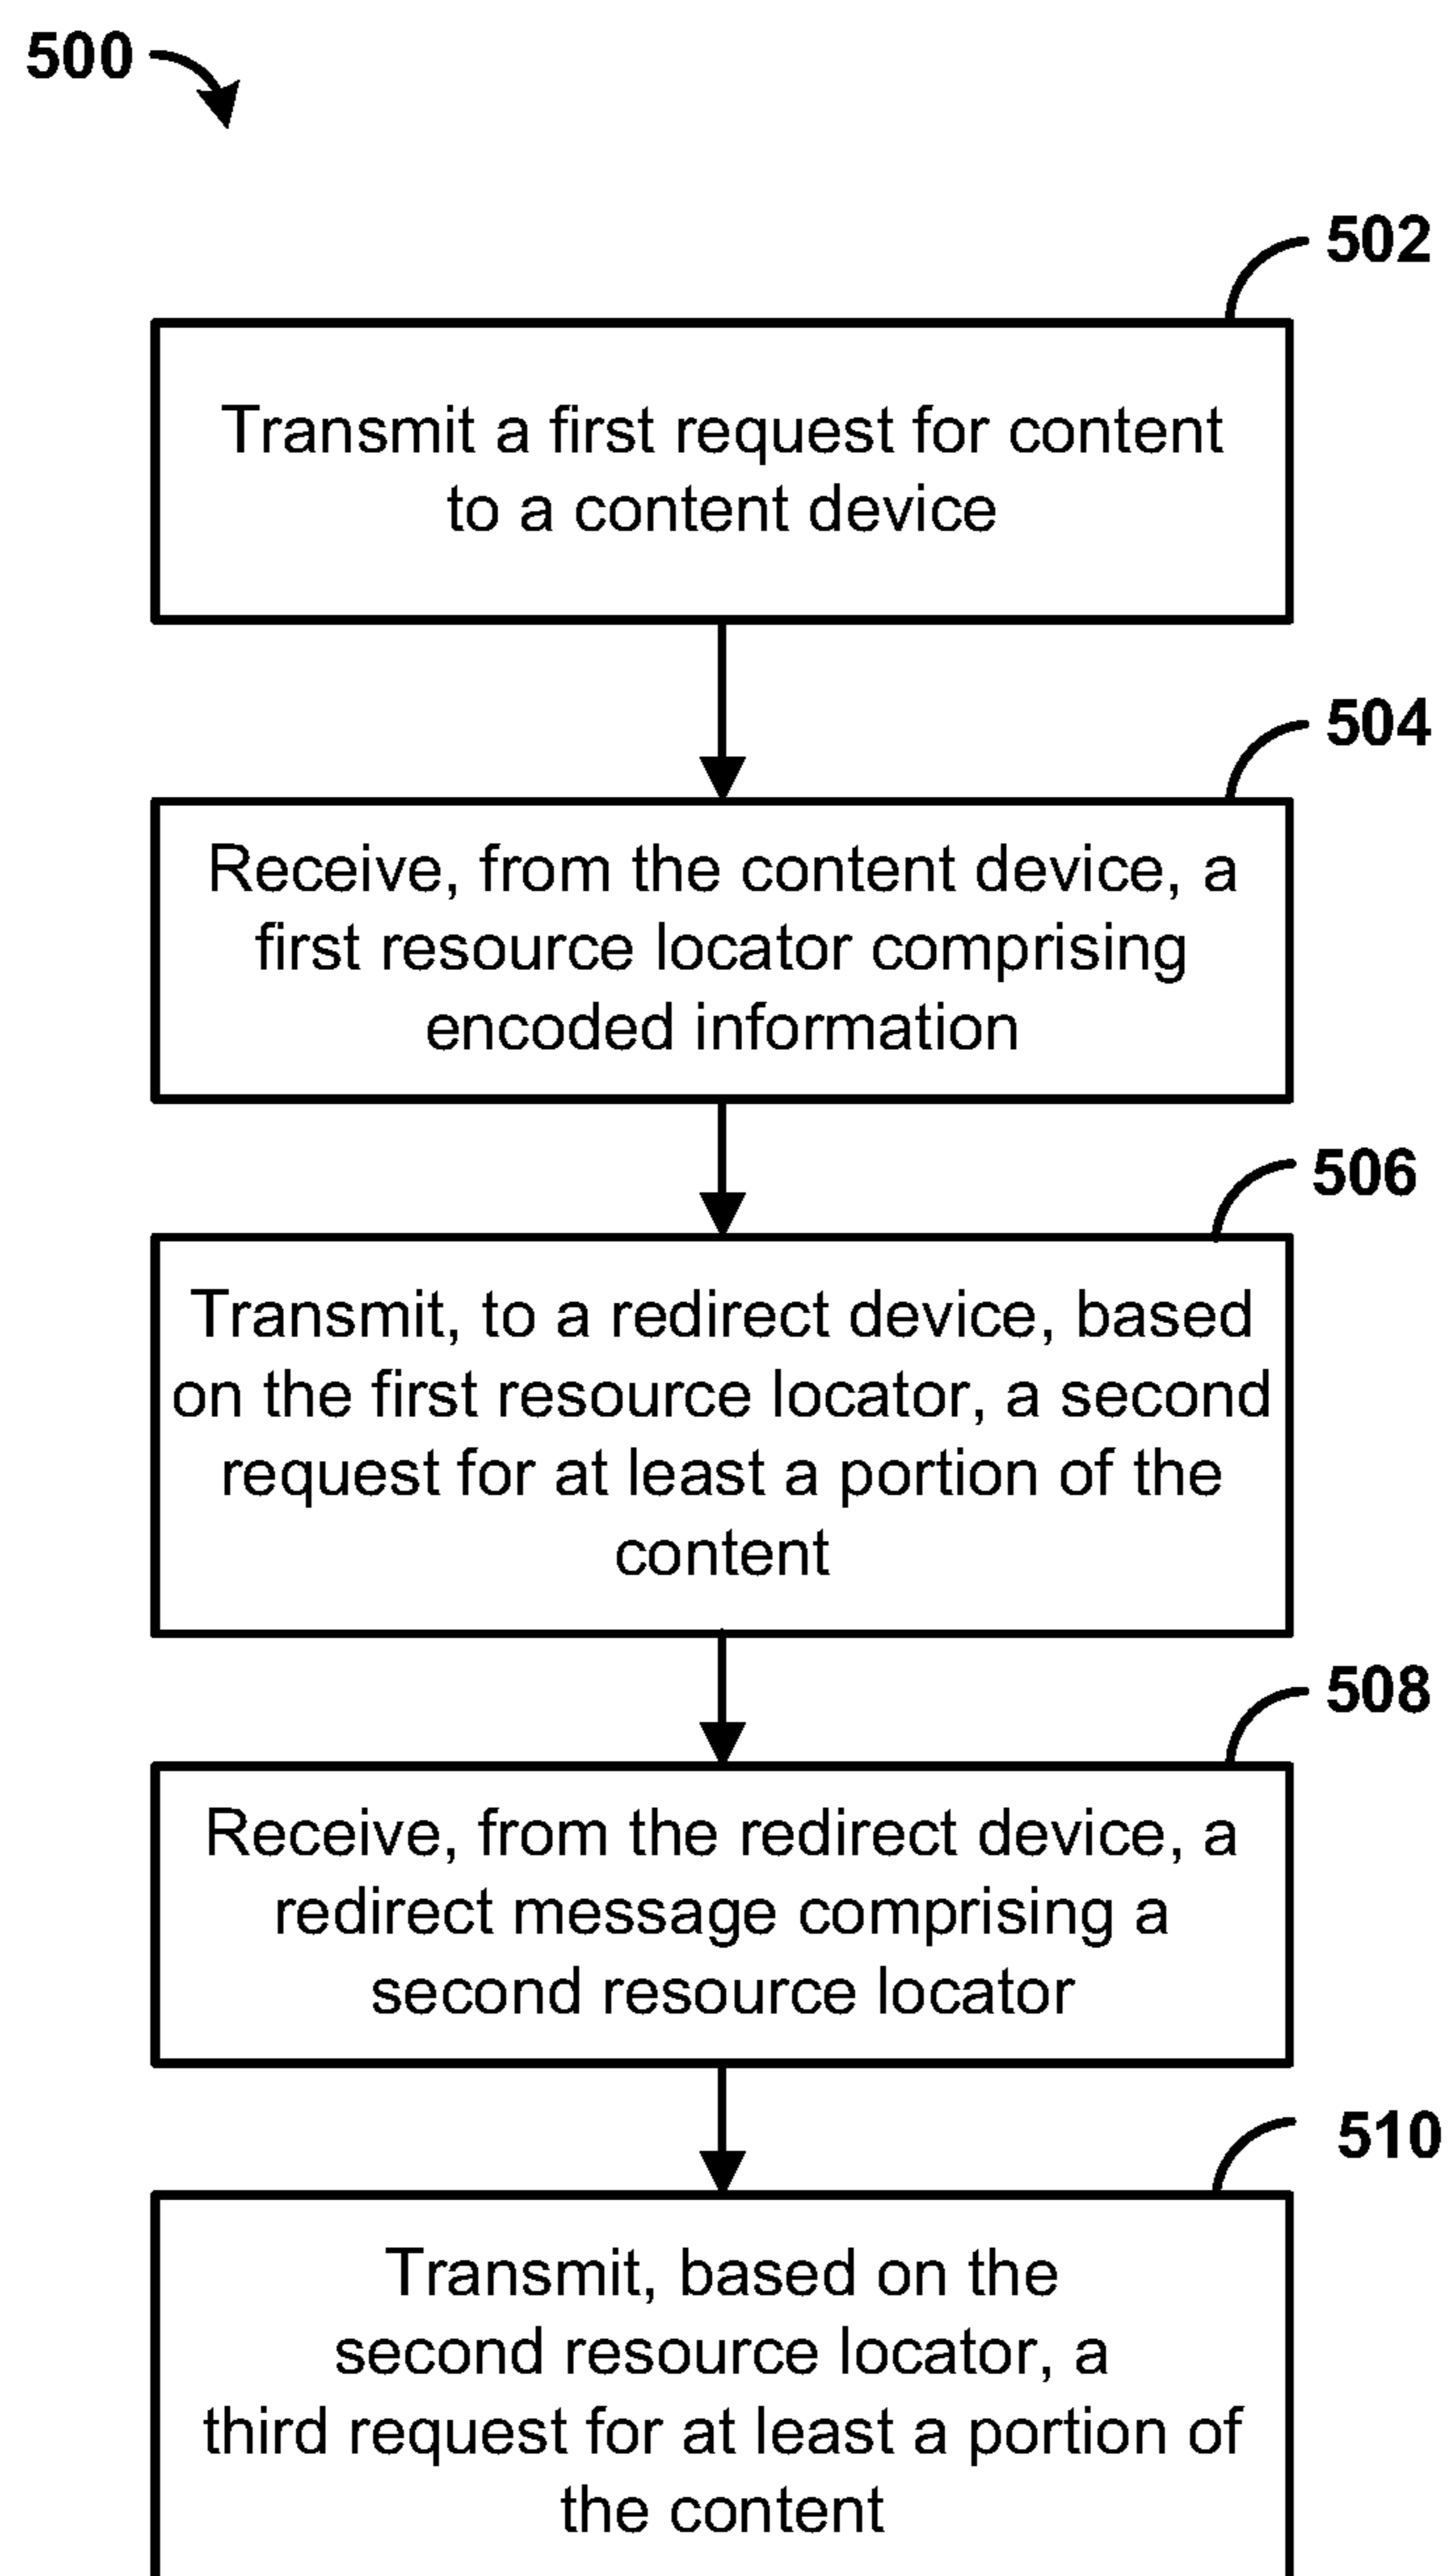 500
502
Transmit a first request for content
to a content device
504
Receive, from the content device, a
first resource locator comprising
encoded information
506
Transmit, to a redirect device, based
on the first resource locator, a second
request for at least a portion of the
content
508
Receive, from the redirect device, a
redirect message comprising a
second resource locator
510
Transmit, based on the
second resource locator, a
third request for at least a portion of
the content